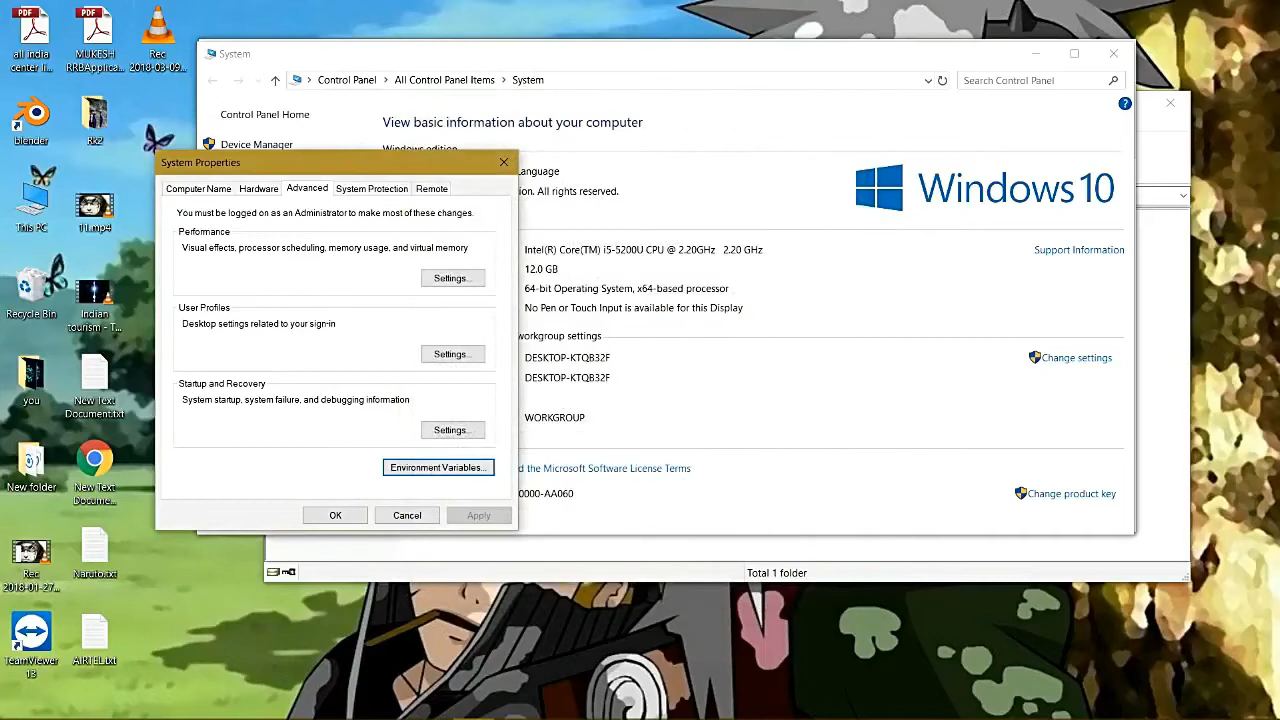 all india
center li...
MUKESH
RRBApplica...
Rec
2018-03-09...
blender
Rk2
This PC
11.mp4
Recycle Bin
Indian
tourism - T...
you
New Text
Document.txt
New folder
New Text
Docume...
Rec
2018-01-27...
Naruto.txt
TeamViewer
13
AIRTEL.txt
System
Control Panel
All Control Panel Items
System
Search Control Panel
Control Panel Home
Device Manager
View basic information about your computer
Windows edition
System Properties
Computer Name
Hardware
Advanced
System Protection
Remote
You must be logged on as an Administrator to make most of these changes.
Performance
Visual effects, processor scheduling, memory usage, and virtual memory
Settings...
User Profiles
Desktop settings related to your sign-in
Settings...
Startup and Recovery
System startup, system failure, and debugging information
Settings...
Environment Variables...
OK
Cancel
Apply
Language
. All rights reserved.
Windows 10
Intel(R) Core(TM) i5-5200U CPU @ 2.20GHz 2.20 GHz
Support Information
12.0 GB
64-bit Operating System, x64-based processor
No Pen or Touch Input is available for this Display
workgroup settings
DESKTOP-KTQB32F
Change settings
DESKTOP-KTQB32F
WORKGROUP
the Microsoft Software License Terms
0000-AA060
Change product key
Total 1 folder